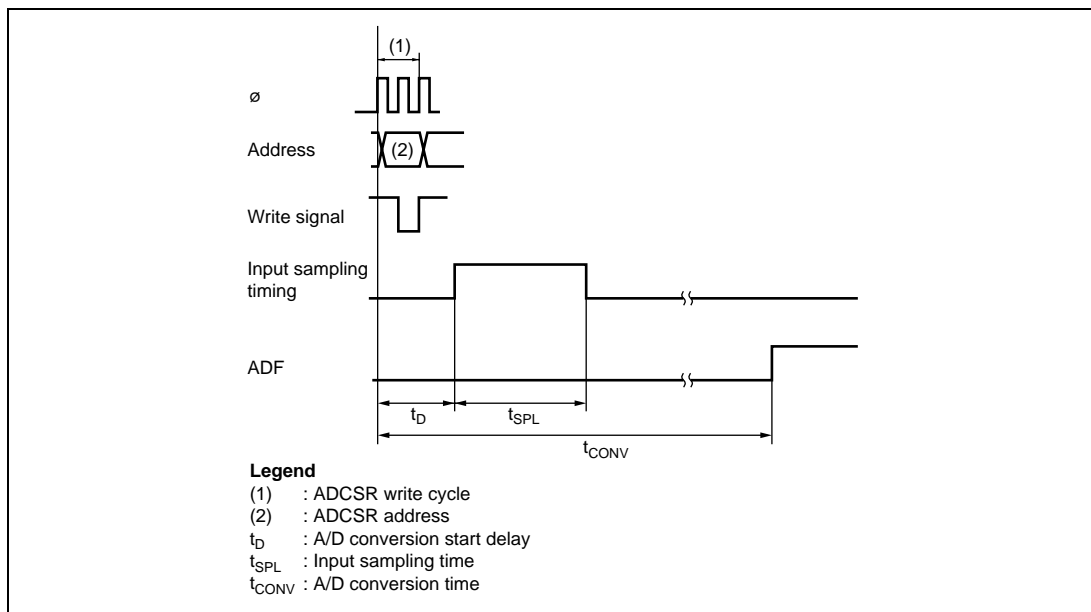 (1)
ø
Address
(2)
Write signal
Input sampling
timing
ADF
tD
tSPL
tCONV
Legend
(1) : ADCSR write cycle
(2) : ADCSR address
tD : A/D conversion start delay
tSPL : Input sampling time
tCONV : A/D conversion time